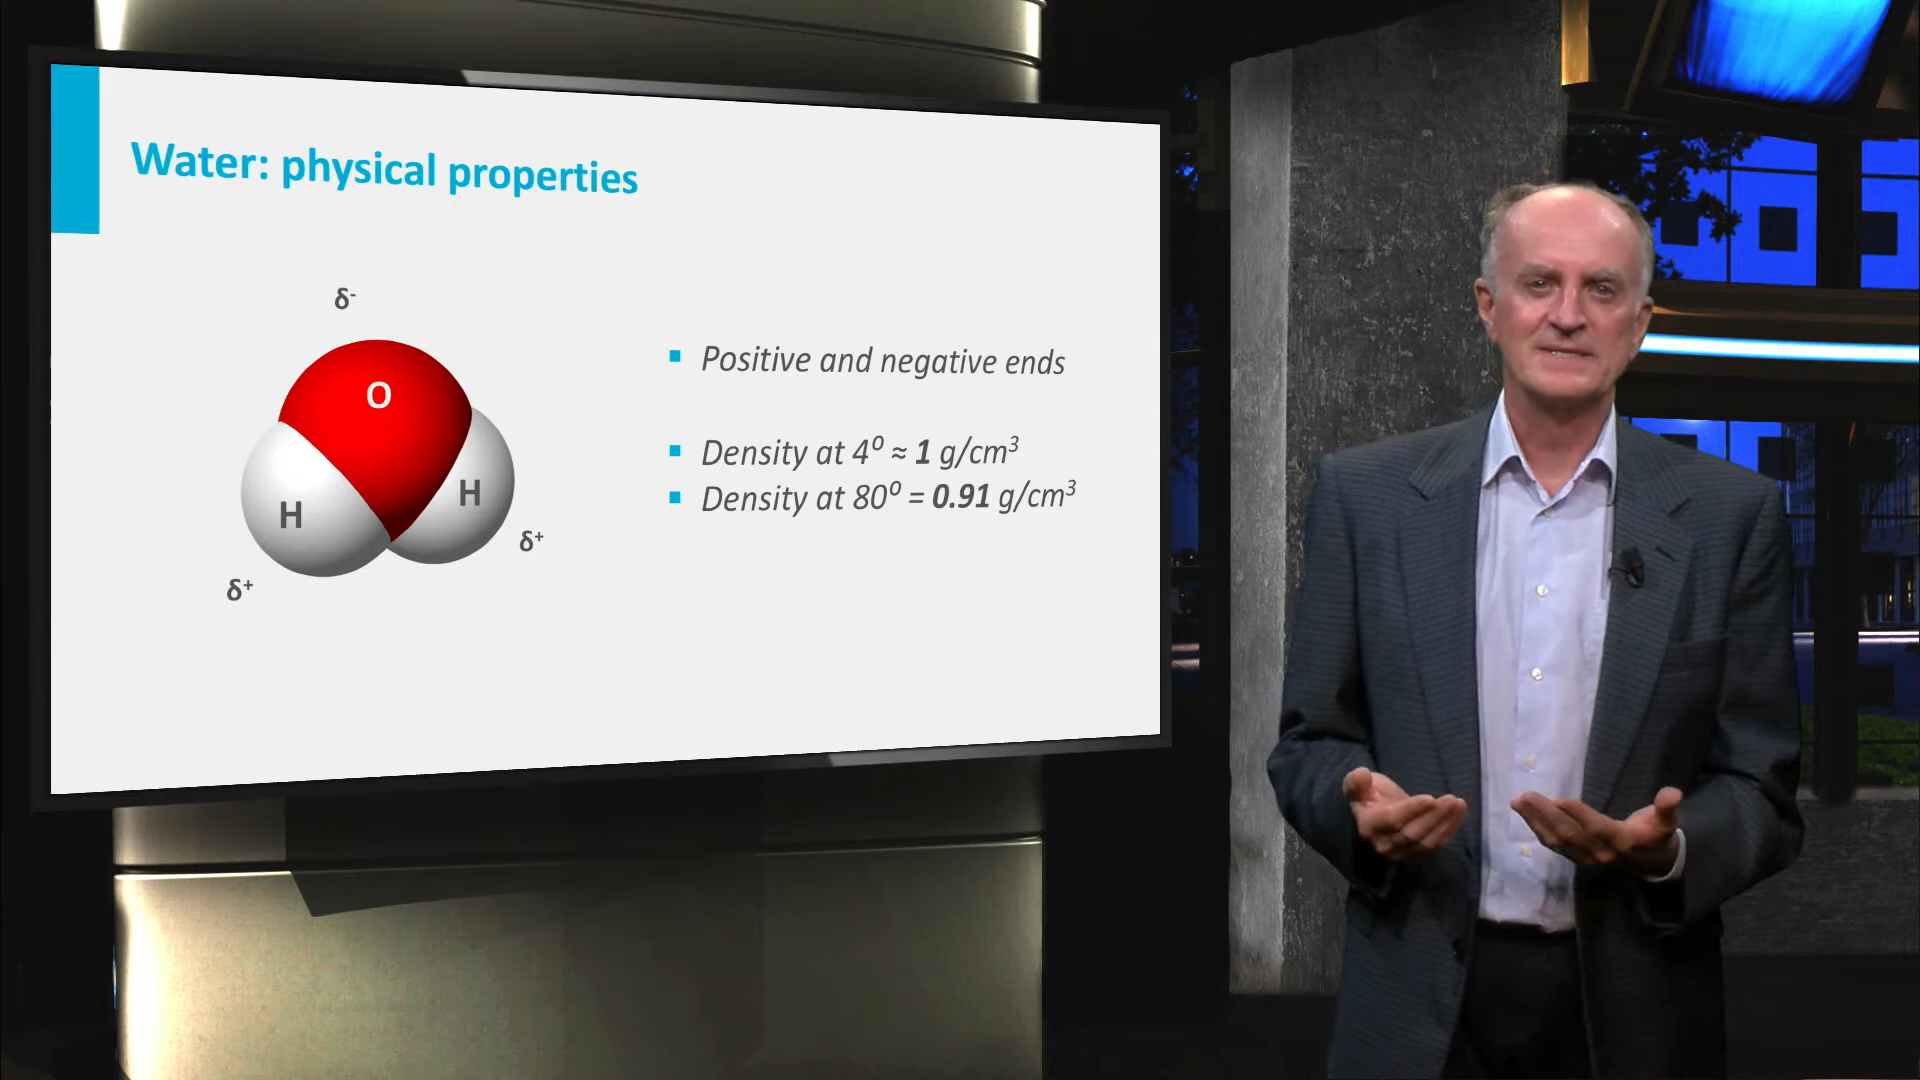 Water: physical properties
δ-
O
H
H
δ+
δ+
▪ Positive and negative ends
▪ Density at 4⁰ ≈ 1 g/cm³
▪ Density at 80⁰ = 0.91 g/cm³